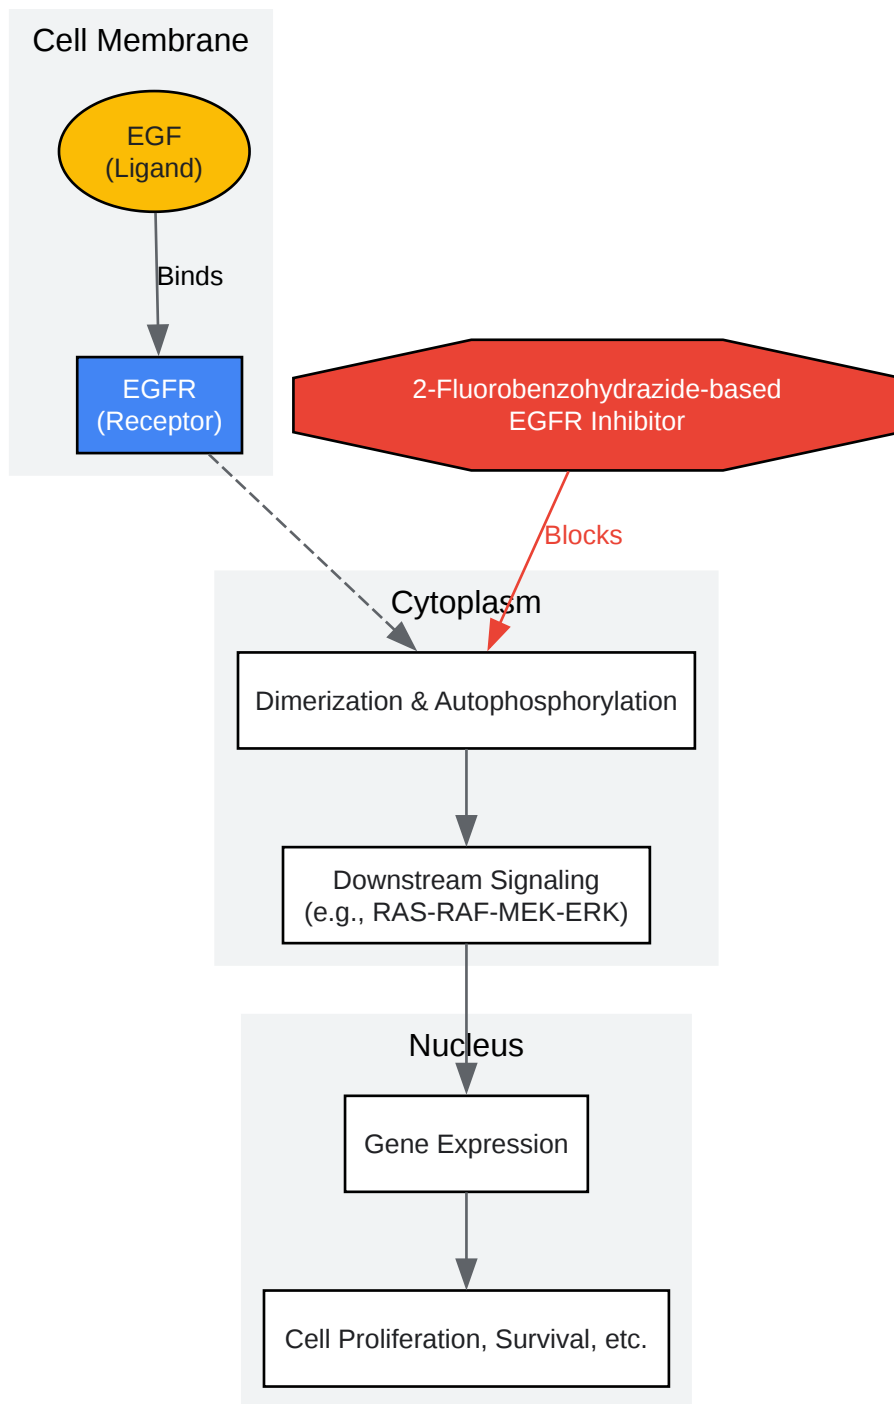 Cell Membrane
EGF
(Ligand)
Binds
EGFR
(Receptor)
2-Fluorobenzohydrazide-based
EGFR Inhibitor
Blocks
Cytoplasm
Dimerization & Autophosphorylation
Downstream Signaling
(e.g., RAS-RAF-MEK-ERK)
Nucleus
Gene Expression
Cell Proliferation, Survival, etc.